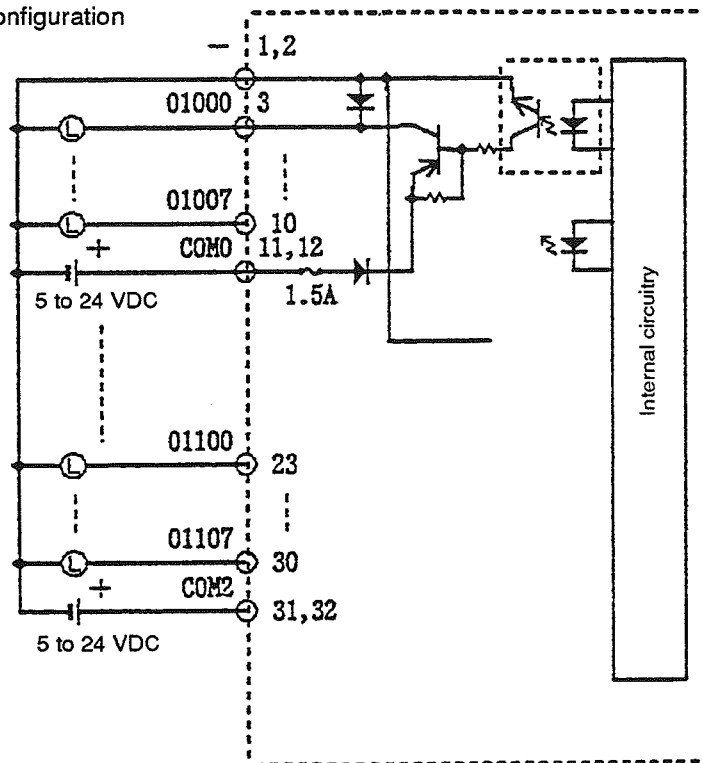 onfiguration
− 1,2
01000 3
L
01007
L 10
+ COM0 11,12
5 to 24 VDC 1.5A
Internal circuitry
01100
L 23
01107
L 30
+ COM2
31,32
5 to 24 VDC